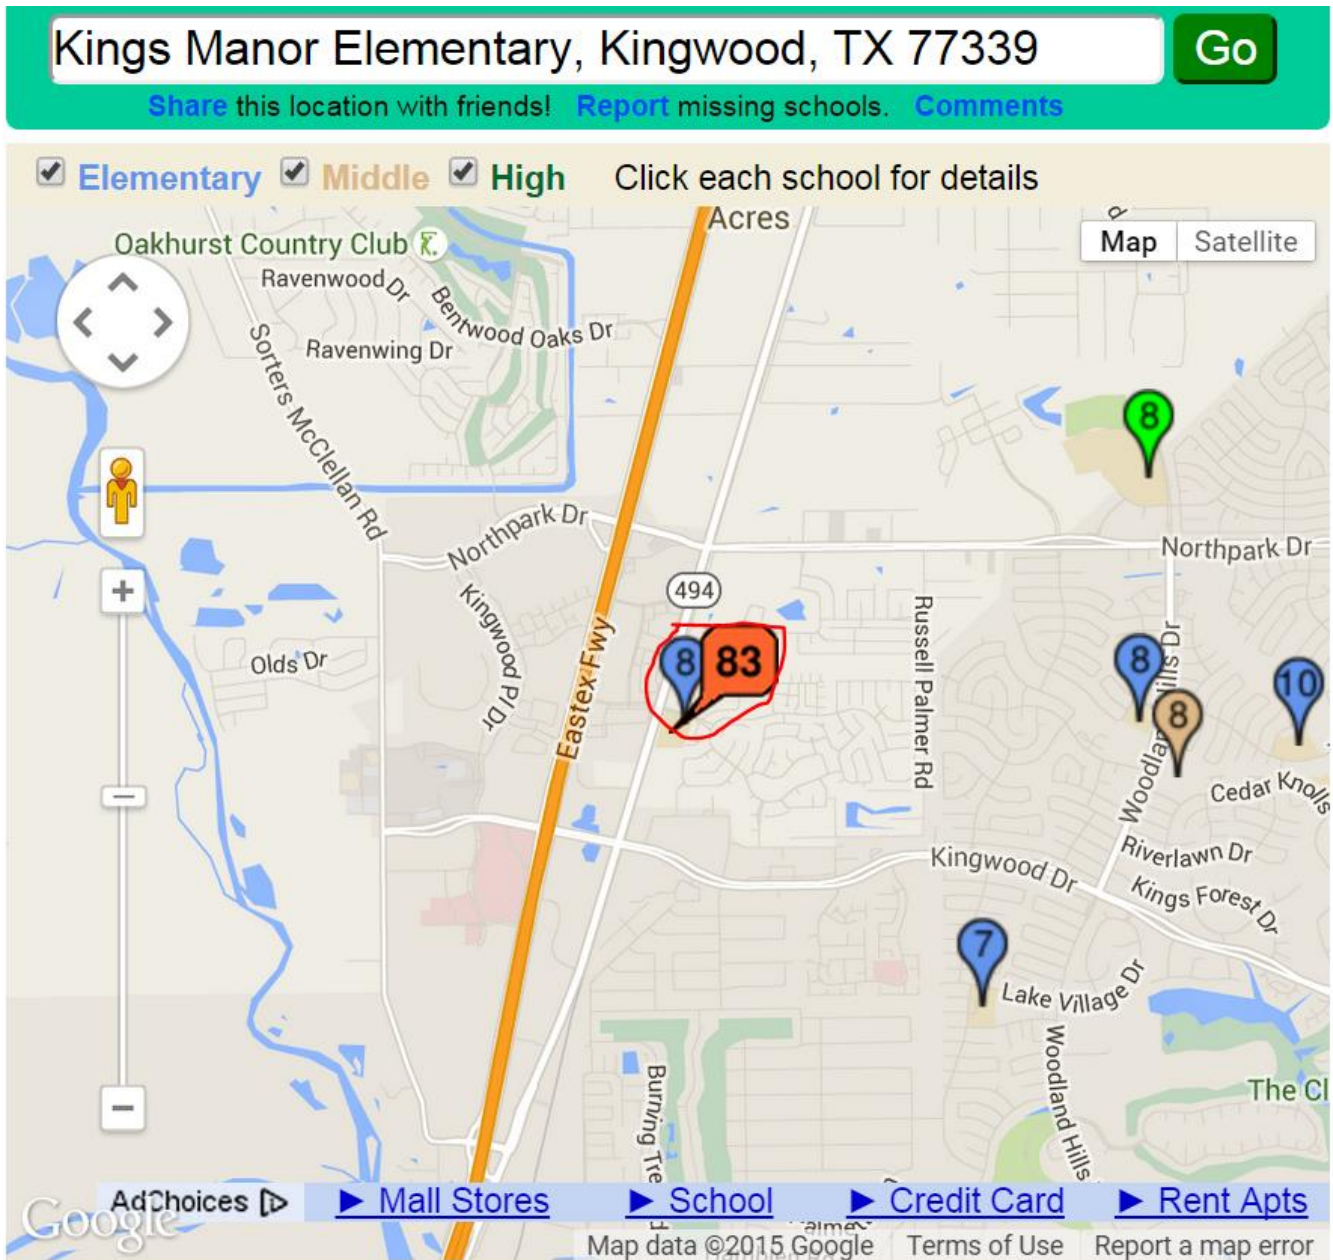 Kings Manor Elementary, Kingwood, TX 77339
Go
Share this location with friends! Report missing schools. Comments
Elementary Middle High Click each school for details
Acres
Oakhurst Country Club
Map Satellite
Ravenwood Dr
Bentwood Oaks Dr
Ravenwing Dr
Sorters McClellan Rd
8
Northpark Dr
Northpark Dr
494
Kingwood Pl Dr
Eastex Fwy
Russell Palmer Rd
Olds Dr
8
83
8
10
8
Cedar Knolls
Riverlawn Dr
Kingwood Dr
Kings Forest Dr
7
Lake Village Dr
Woodland Hills
Burning Tre
The Cl
AdChoices
► Mall Stores ► School ► Credit Card ► Rent Apts
Google
Map data ©2015 Google Terms of Use Report a map error